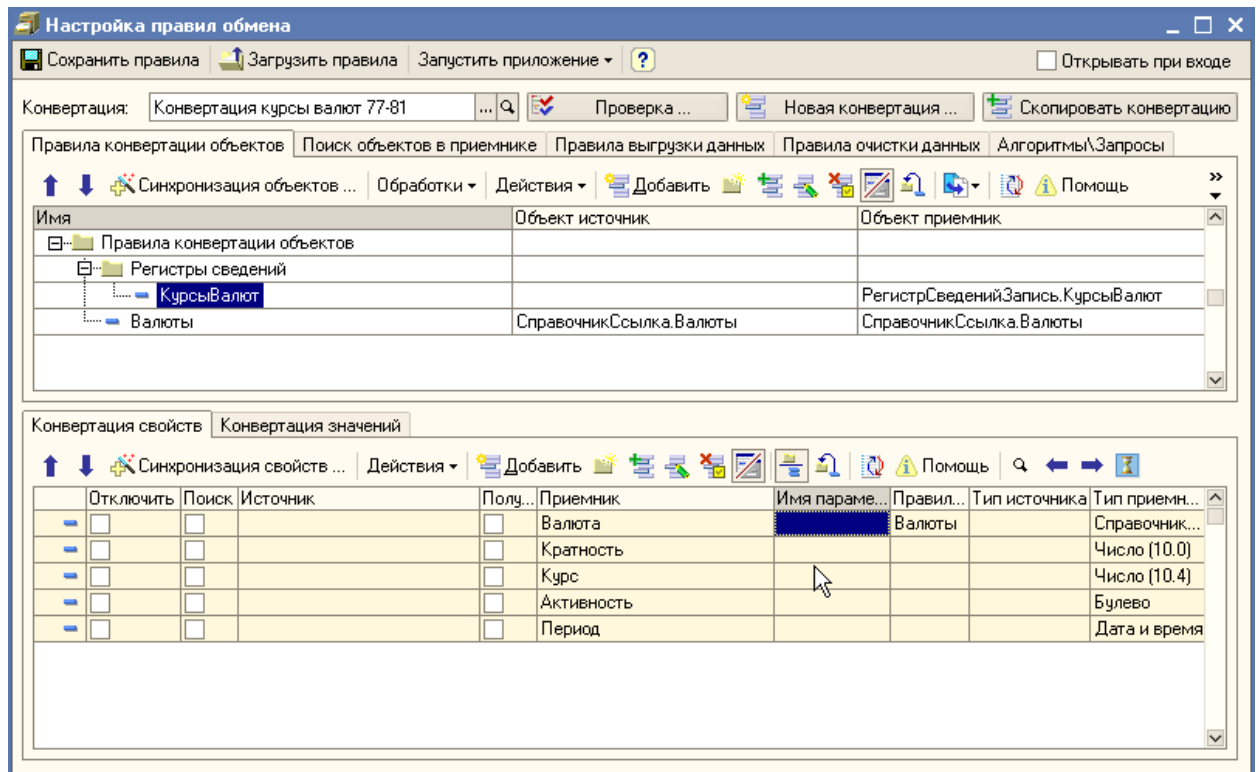 Настройка правил обмена
Сохранить правила Загрузить правила Запустить приложение ? Открывать при входе
Конвертация: Конвертация курсы валют 77-81 ... Проверка ... Новая конвертация ... Скопировать конвертацию
Правила конвертации объектов Поиск объектов в приемнике Правила выгрузки данных Правила очистки данных Алгоритмы\Запросы
Синхронизация объектов ... Обработки Действия Добавить Помощь »
Имя Объект источник Объект приемник
Правила конвертации объектов
Регистры сведений
КурсыВалют РегистрСведенийЗапись.КурсыВалют
Валюты СправочникСсылка.Валюты СправочникСсылка.Валюты
Конвертация свойств Конвертация значений
Синхронизация свойств ... Действия Добавить Помощь
Отключить Поиск Источник Полу... Приемник Имя параме... Правил... Тип источника Тип приемн...
Валюта Валюты Справочник...
Кратность Число (10.0)
Курс Число (10.4)
Активность Булево
Период Дата и время